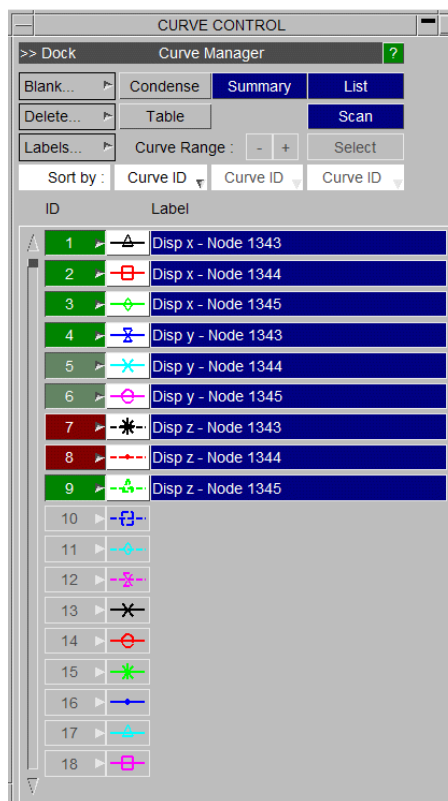 CURVE CONTROL
>> Dock Curve Manager ?
Blank... Condense Summary List
Delete... Table Scan
Labels... Curve Range : - + Select
Sort by : Curve ID Curve ID Curve ID
ID Label
1 Disp x - Node 1343
2 Disp x - Node 1344
3 Disp x - Node 1345
4 Disp y - Node 1343
5 Disp y - Node 1344
6 Disp y - Node 1345
7 Disp z - Node 1343
8 Disp z - Node 1344
9 Disp z - Node 1345
10
11
12
13
14
15
16
17
18